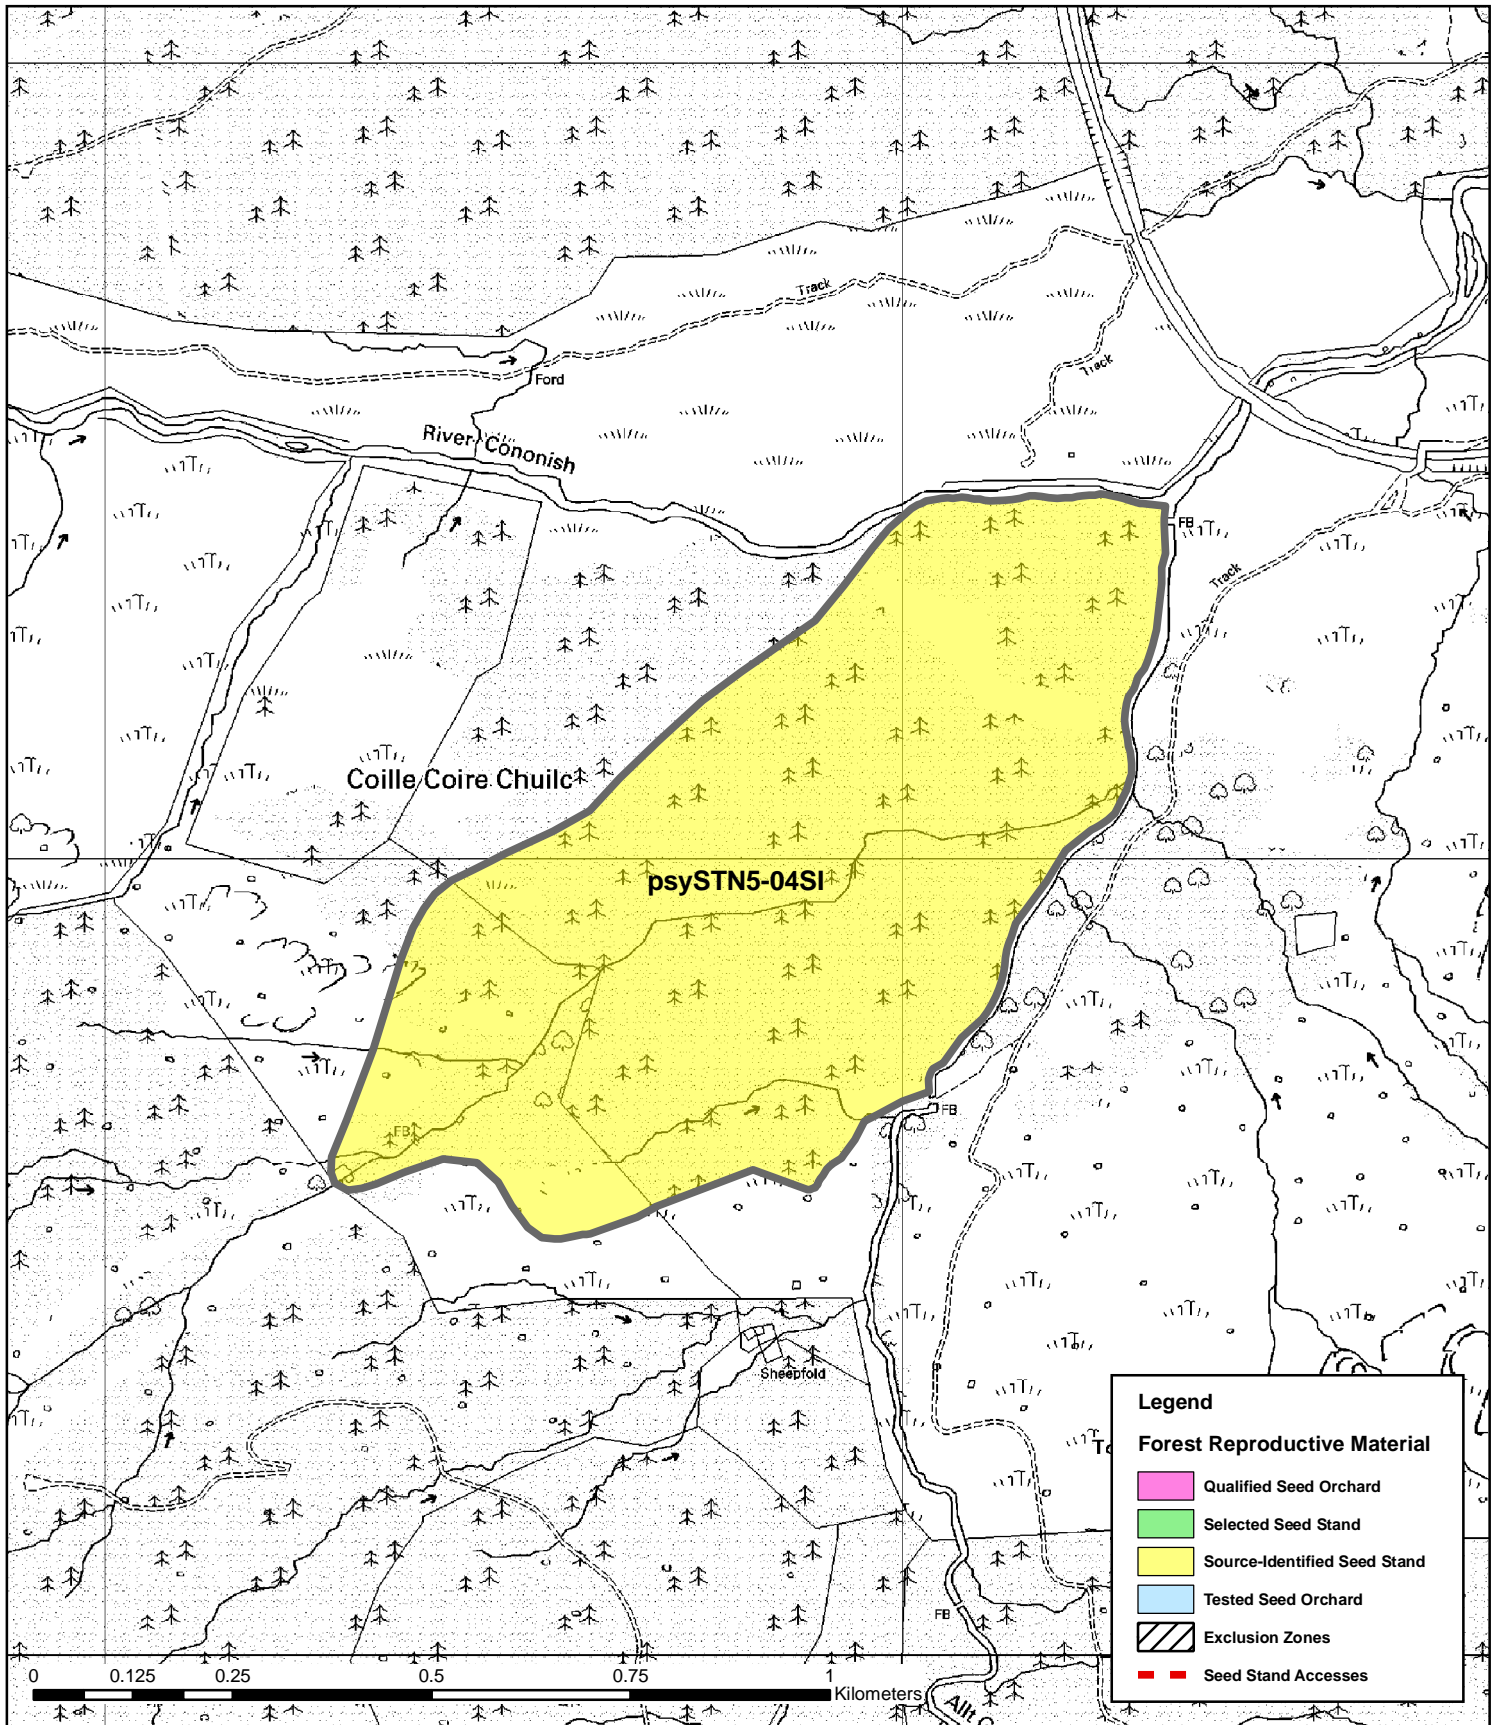 Track
Ford
Track
River Cononish
FB
Track
Coille Coire Chuilc
psySTN5-04SI
FB
FB
Sheepfold
FB
Allt
Legend
Forest Reproductive Material
Qualified Seed Orchard
Selected Seed Stand
Source-Identified Seed Stand
Tested Seed Orchard
Exclusion Zones
Seed Stand Accesses
0 0.125 0.25 0.5 0.75 1
Kilometers